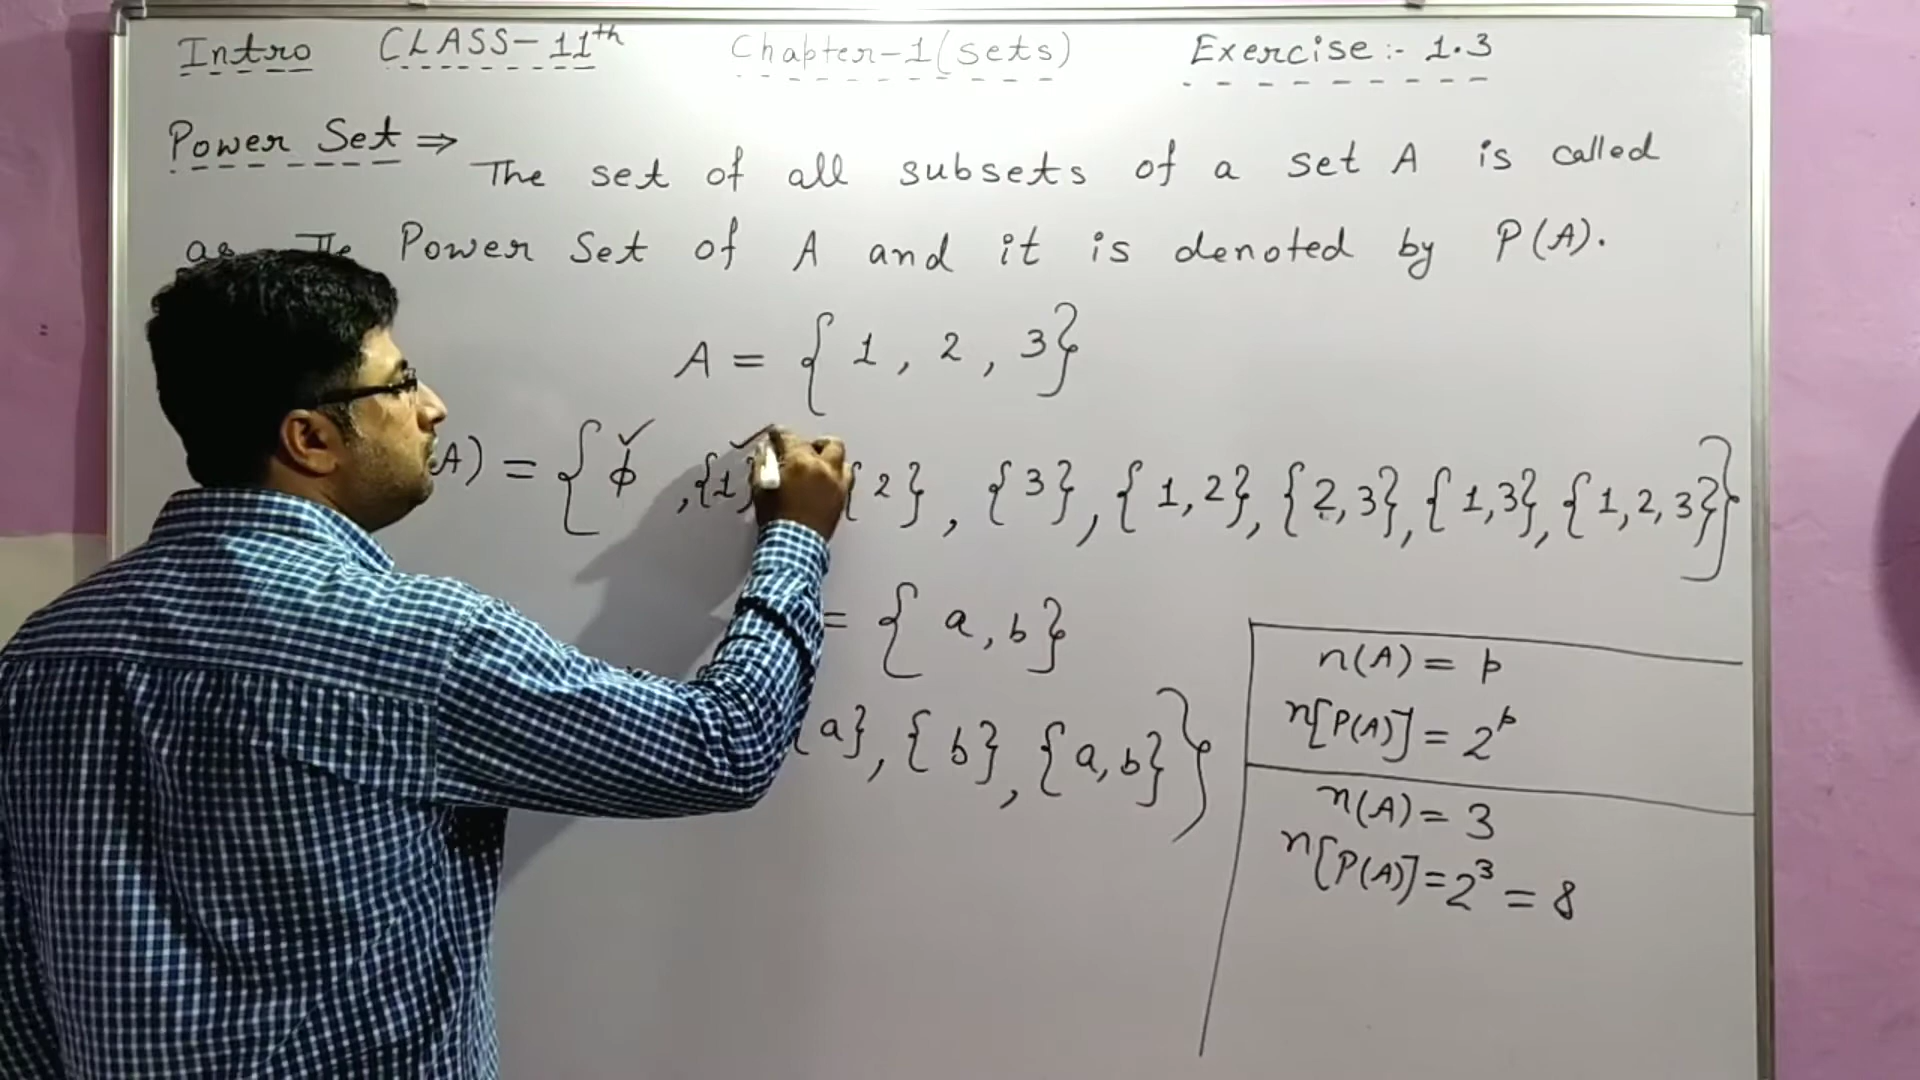 Intro CLASS-11th Chapter-1(sets) Exercise:- 1.3
Power Set ⇒ The set of all subsets of a set A is called
as The Power Set of A and it is denoted by P(A).
A = { 1 , 2 , 3}
A) = { ϕ , {1} { 2} , {3} , { 1,2}, { 2,3}, { 1,3}, { 1,2,3}}
= { a , b}
{a} , { b} , { a, b} }
n(A) = p
n[P(A)] = 2^p
n(A) = 3
n[P(A)] = 2^3 = 8